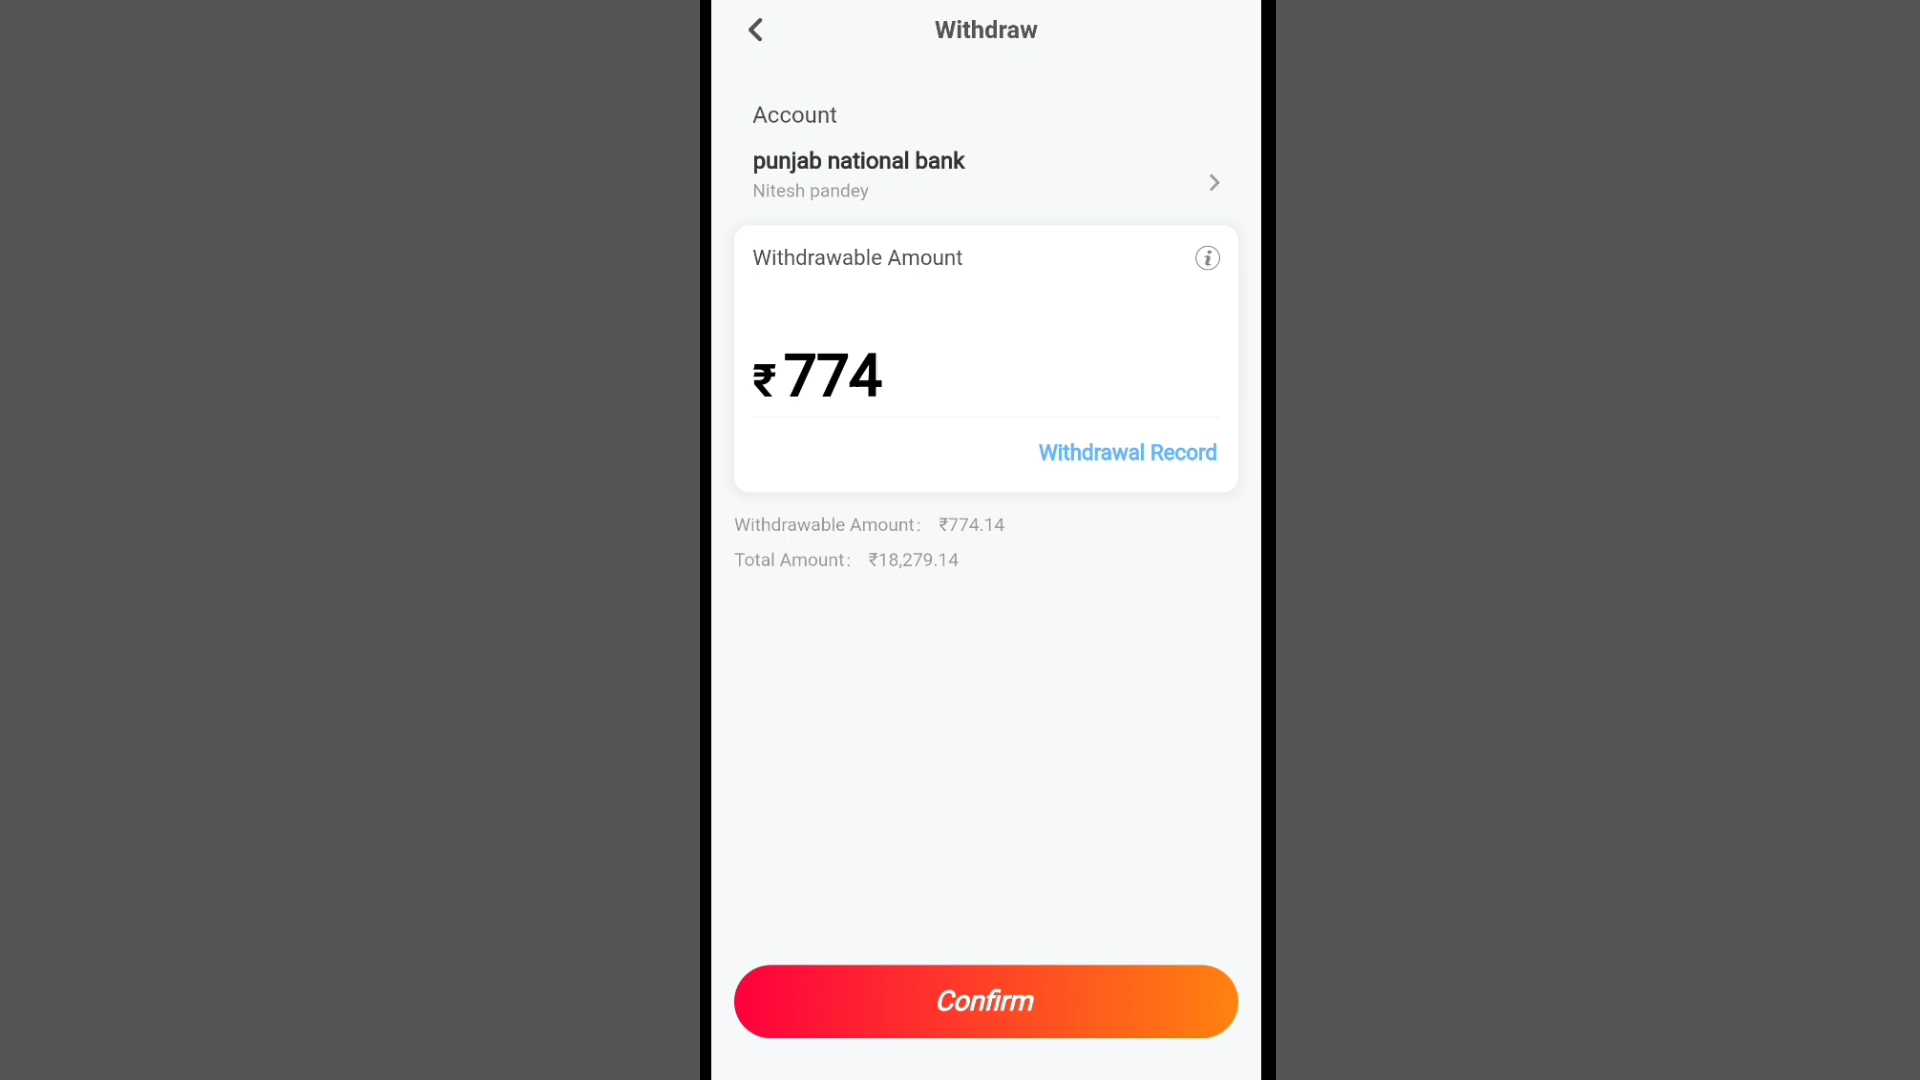 Withdraw
Account
punjab national bank
Nitesh pandey
Withdrawable Amount
₹ 774
Withdrawal Record
Withdrawable Amount: ₹774.14
Total Amount: ₹18,279.14
Confirm